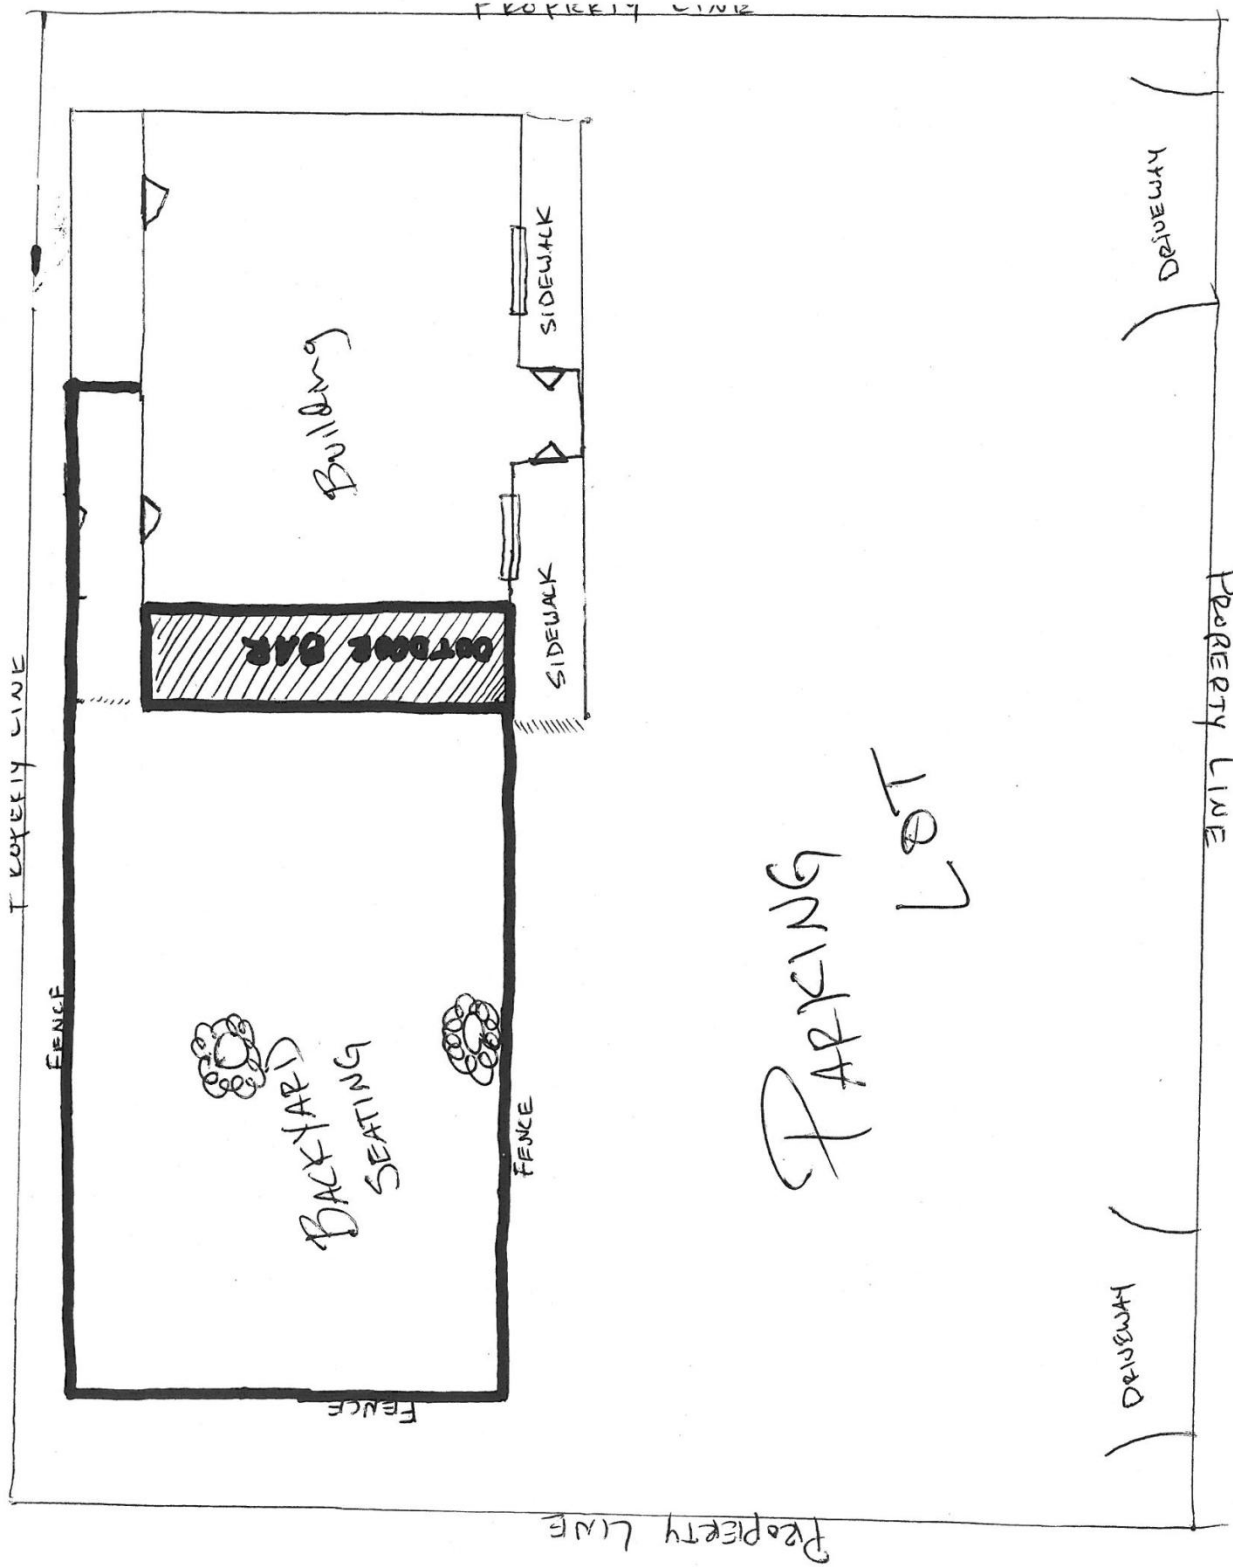 PROPERTY LINE
PROPERTY LINE
DRIVEWAY
SIDEWALK
Building
SIDEWALK
OUTDOOR BAR
PROPERTY LINE
FENCE
BACKYARD
SEATING
FENCE
FENCE
PARKING
LOT
DRIVEWAY
PROPERTY LINE